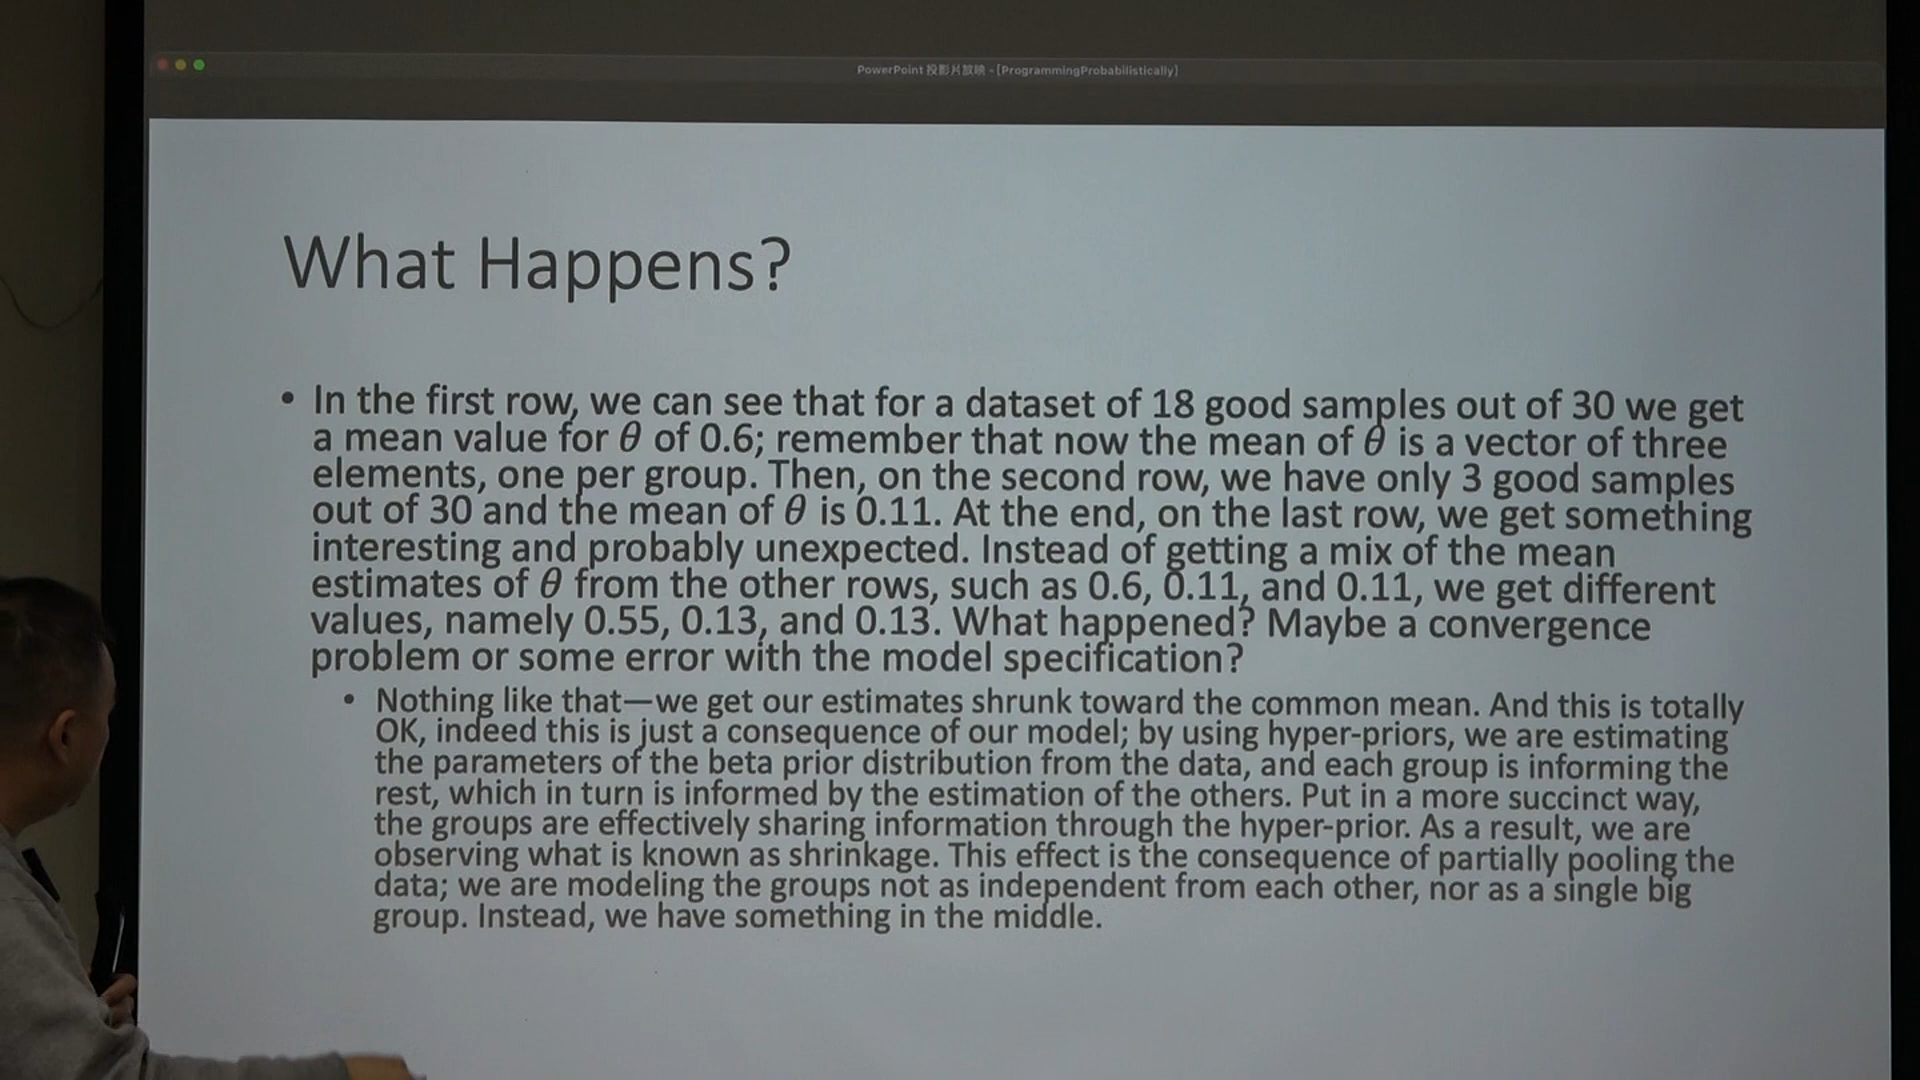 PowerPoint 投影片放映 - [ProgrammingProbabilistically]
What Happens?
• In the first row, we can see that for a dataset of 18 good samples out of 30 we get
a mean value for θ of 0.6; remember that now the mean of θ is a vector of three
elements, one per group. Then, on the second row, we have only 3 good samples
out of 30 and the mean of θ is 0.11. At the end, on the last row, we get something
interesting and probably unexpected. Instead of getting a mix of the mean
estimates of θ from the other rows, such as 0.6, 0.11, and 0.11, we get different
values, namely 0.55, 0.13, and 0.13. What happened? Maybe a convergence
problem or some error with the model specification?
• Nothing like that—we get our estimates shrunk toward the common mean. And this is totally
OK, indeed this is just a consequence of our model; by using hyper-priors, we are estimating
the parameters of the beta prior distribution from the data, and each group is informing the
rest, which in turn is informed by the estimation of the others. Put in a more succinct way,
the groups are effectively sharing information through the hyper-prior. As a result, we are
observing what is known as shrinkage. This effect is the consequence of partially pooling the
data; we are modeling the groups not as independent from each other, nor as a single big
group. Instead, we have something in the middle.